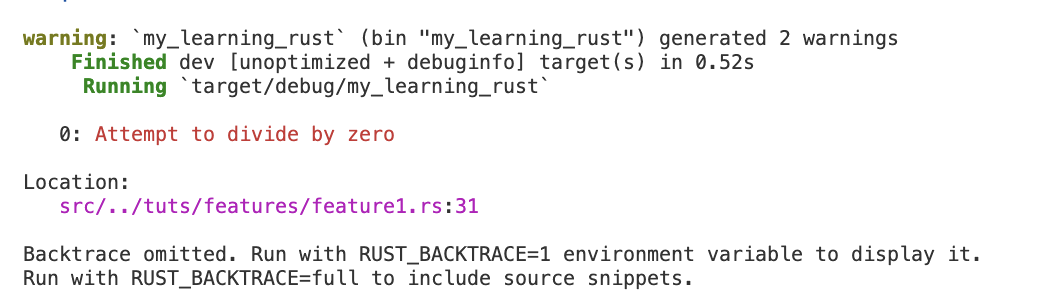 warning: `my_learning_rust` (bin "my_learning_rust") generated 2 warnings
Finished dev [unoptimized + debuginfo] target(s) in 0.52s
Running `target/debug/my_learning_rust`
0: Attempt to divide by zero
Location:
src/../tuts/features/feature1.rs:31
Backtrace omitted. Run with RUST_BACKTRACE=1 environment variable to display it.
Run with RUST_BACKTRACE=full to include source snippets.